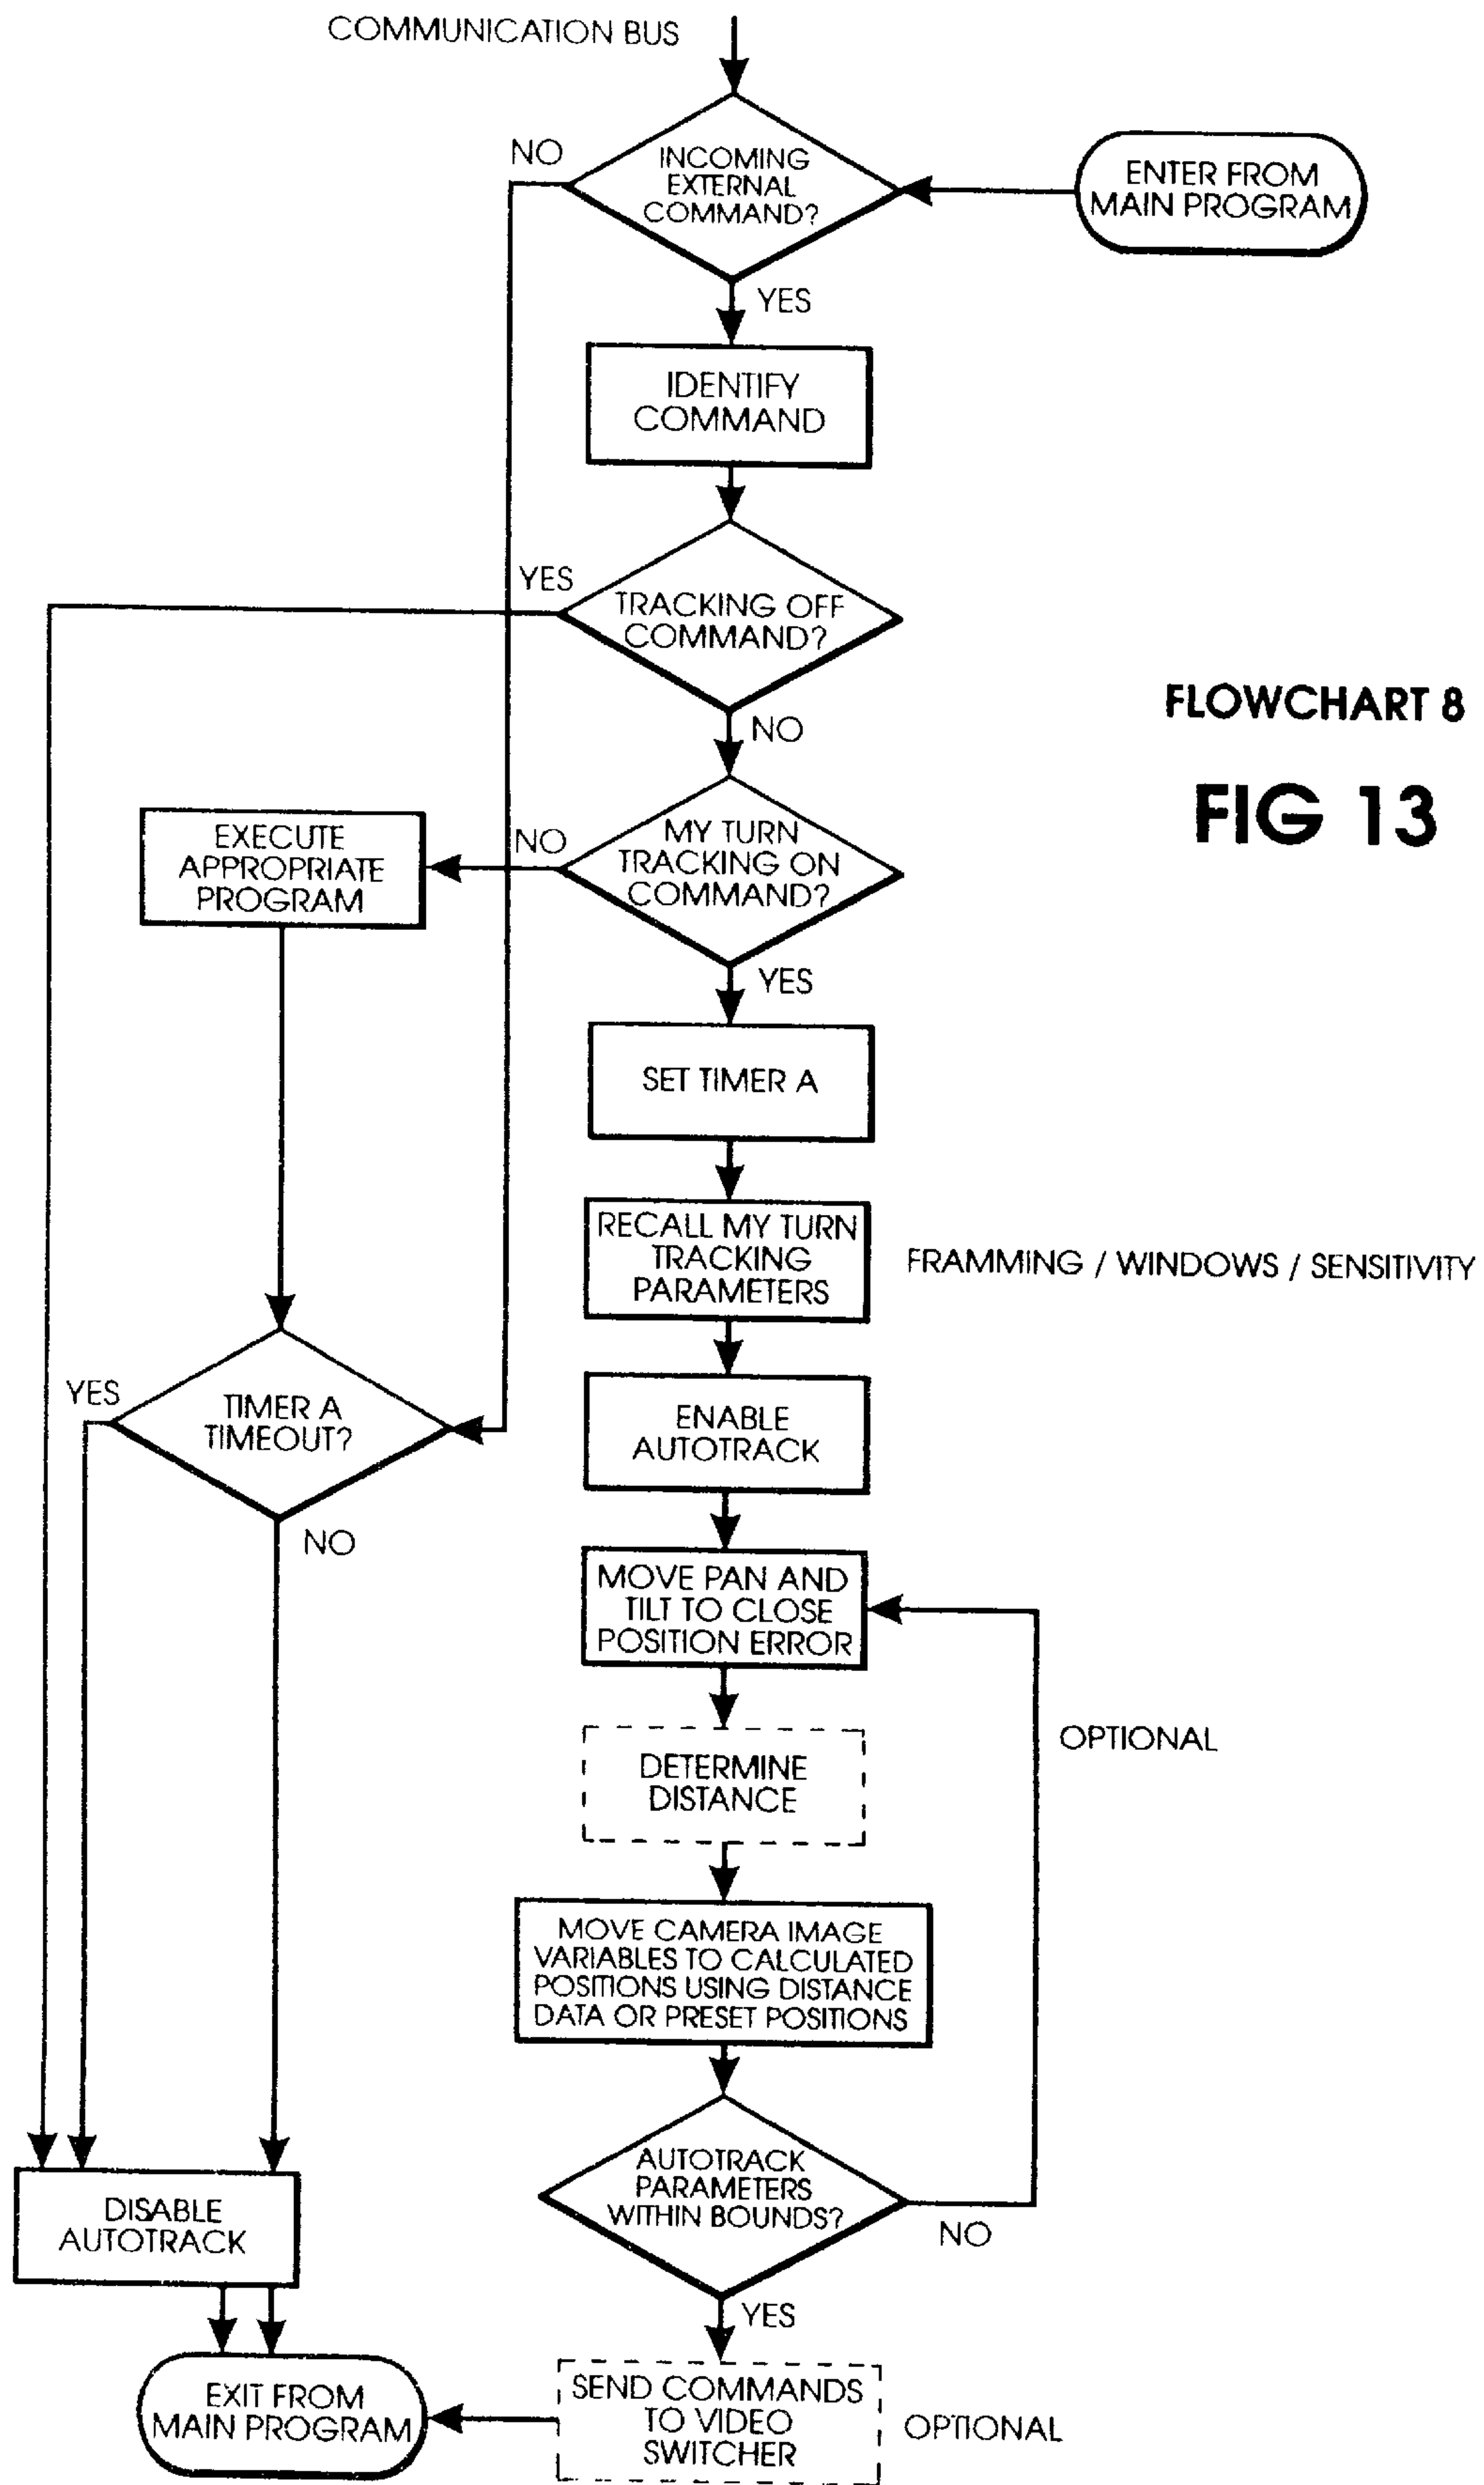 COMMUNICATION BUS
NO
INCOMING
EXTERNAL
COMMAND?
ENTER FROM
MAIN PROGRAM
YES
IDENTIFY
COMMAND
YES
TRACKING OFF
COMMAND?
NO
FLOWCHART 8
FIG 13
EXECUTE
APPROPRIATE
PROGRAM
NO
MY TURN
TRACKING ON
COMMAND?
YES
SET TIMER A
RECALL MY TURN
TRACKING
PARAMETERS
FRAMMING / WINDOWS / SENSITIVITY
YES
TIMER A
TIMEOUT?
NO
ENABLE
AUTOTRACK
MOVE PAN AND
TILT TO CLOSE
POSITION ERROR
OPTIONAL
DETERMINE
DISTANCE
MOVE CAMERA IMAGE
VARIABLES TO CALCULATED
POSITIONS USING DISTANCE
DATA OR PRESET POSITIONS
AUTOTRACK
PARAMETERS
WITHIN BOUNDS?
NO
DISABLE
AUTOTRACK
YES
EXIT FROM
MAIN PROGRAM
SEND COMMANDS
TO VIDEO
SWITCHER
OPTIONAL